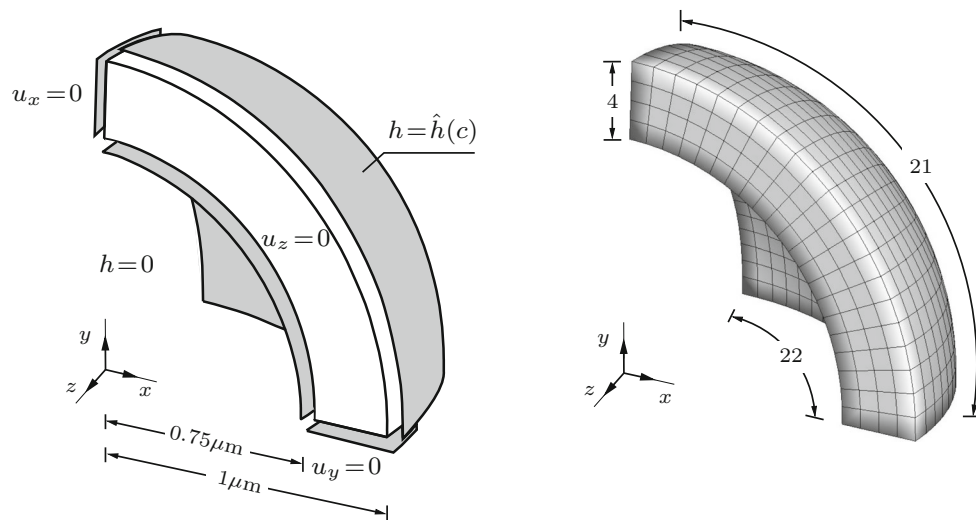 u_x=0
h=ĥ(c)
u_z=0
h=0
y
z
x
0.75μm
1μm
u_y=0
4
21
22
y
z
x